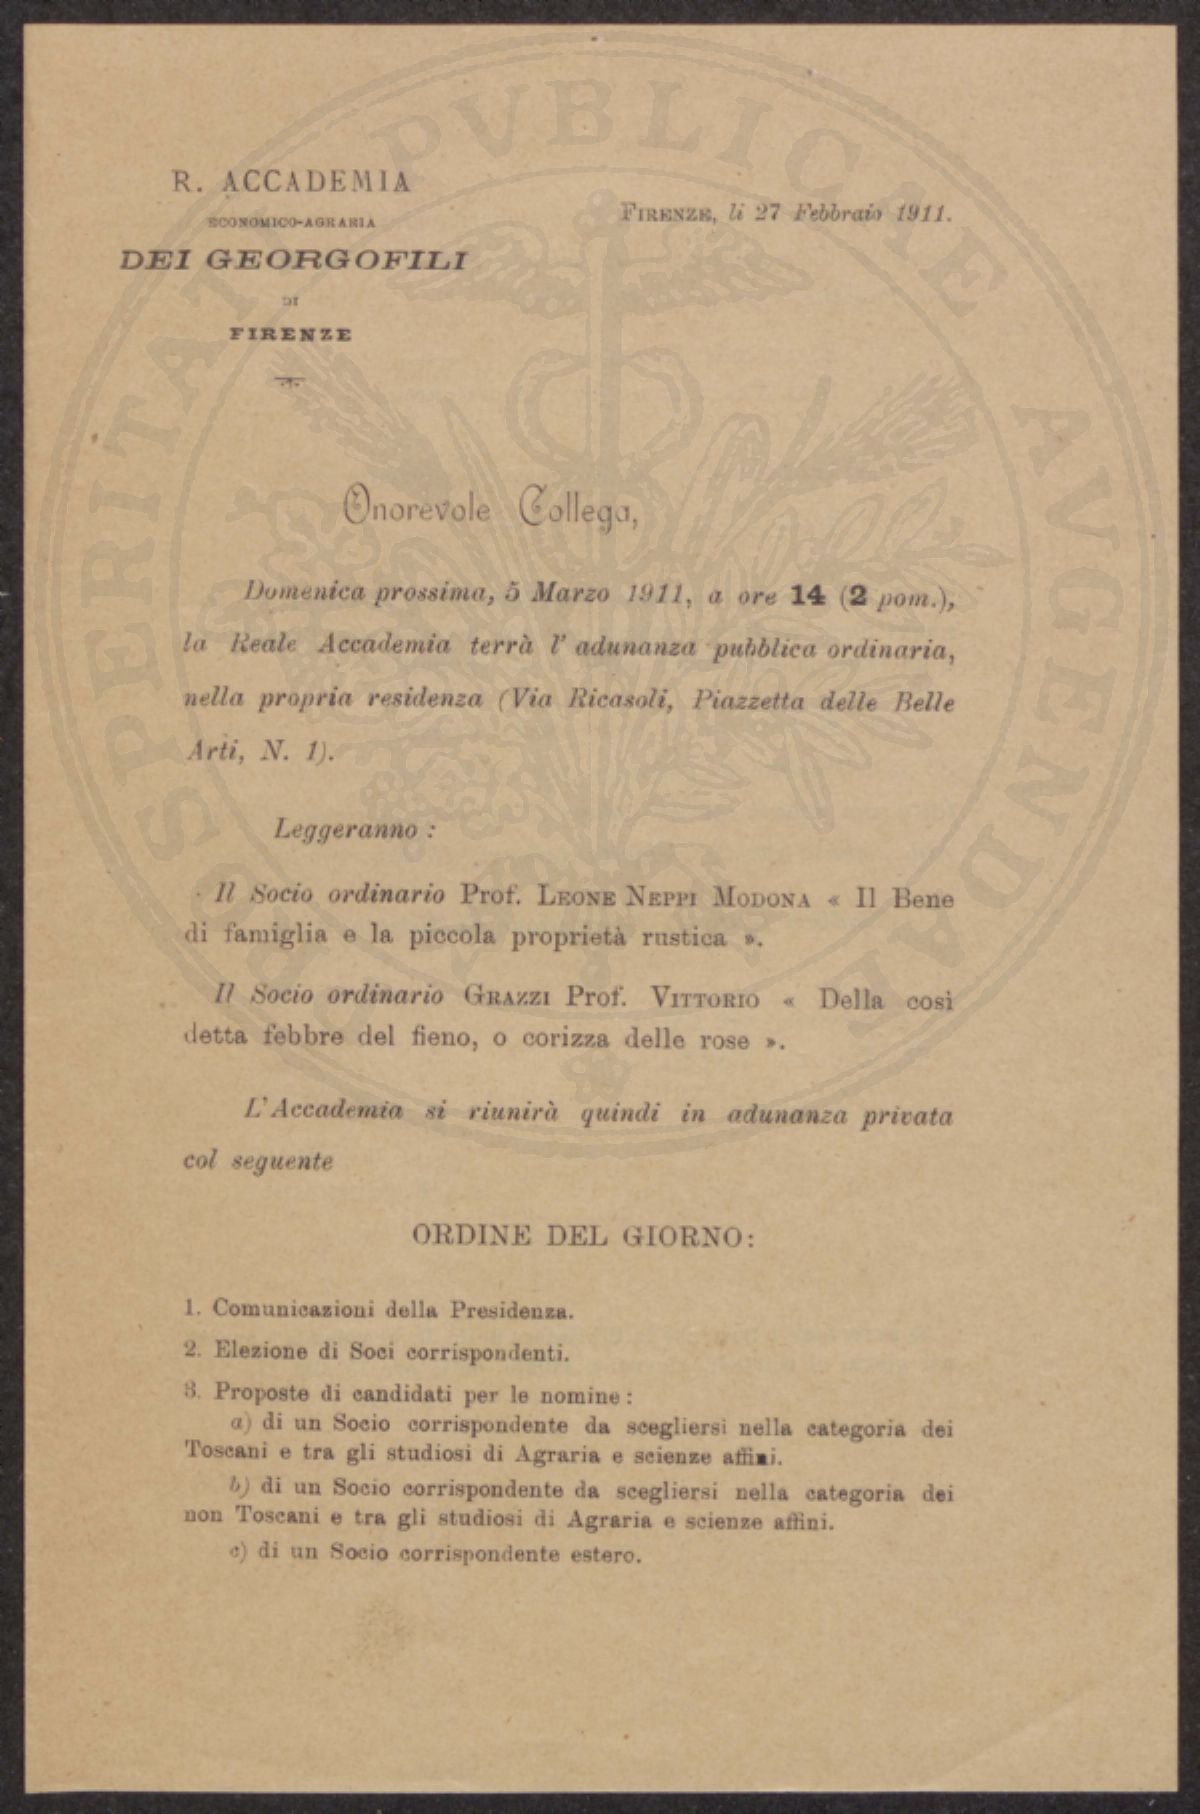 R. ACCADEMIA
ECONOMICO-AGRARIA
DEI GEORGOFILI
DI
FIRENZE
FIRENZE, li 27 Febbraio 1911.
Onorevole Collega,
Domenica prossima, 5 Marzo 1911, a ore 14 (2 pom.),
la Reale Accademia terrà l' adunanza pubblica ordinaria,
nella propria residenza (Via Ricasoli, Piazzetta delle Belle
Arti, N. 1).
Leggeranno :
Il Socio ordinario Prof. LEONE NEPPI MODONA « Il Bene
di famiglia e la piccola proprietà rustica ».
Il Socio ordinario GRAZZI Prof. VITTORIO « Della così
detta febbre del fieno, o corizza delle rose ».
L'Accademia si riunirà quindi in adunanza privata
col seguente
ORDINE DEL GIORNO:
1. Comunicazioni della Presidenza.
2. Elezione di Soci corrispondenti.
3. Proposte di candidati per le nomine :
a) di un Socio corrispondente da scegliersi nella categoria dei
Toscani e tra gli studiosi di Agraria e scienze affini.
b) di un Socio corrispondente da scegliersi nella categoria dei
non Toscani e tra gli studiosi di Agraria e scienze affini.
c) di un Socio corrispondente estero.
PROSPERITATI PVBLICAE AVGENDAE